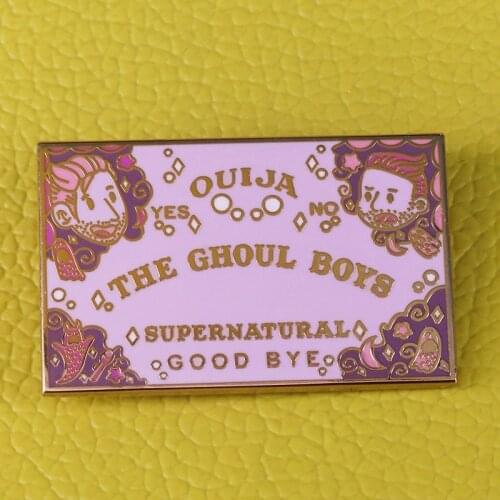 OUIJA
YES NO
THE GHOUL BOYS
SUPERNATURAL
GOOD BYE